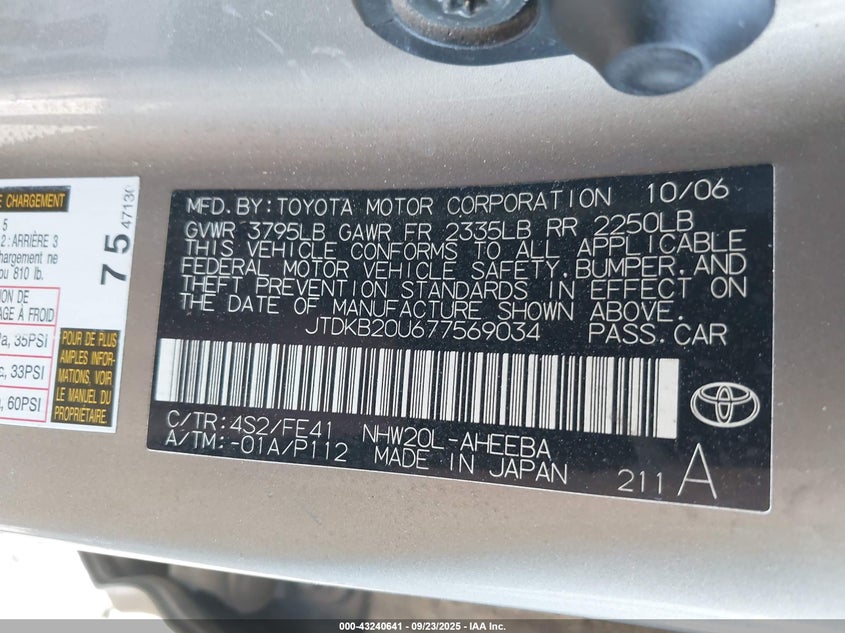 E CHARGEMENT
5
2 : ARRIÈRE 3
chargement ne
ou 810 lb.
75
47130
ION DE
AGE À FROID
a, 35PSI
c, 33PSI
a, 60PSI
POUR PLUS
AMPLES
INFOR-
MATIONS, VOIR
LE MANUEL
DU
PROPRIÉTAIRE.
MFD.BY:TOYOTA MOTOR CORPORATION 10/06
GVWR 3795LB GAWR FR 2335LB RR 2250LB
THIS VEHICLE CONFORMS TO ALL APPLICABLE
FEDERAL MOTOR VEHICLE SAFETY,BUMPER,AND
THEFT PREVENTION STANDARDS IN EFFECT ON
THE DATE OF MANUFACTURE SHOWN ABOVE.
JTDKB20U677569034 PASS.CAR
C/TR:4S2/FE41 NHW20L-AHEEBA
A/TM:-01A/P112 MADE IN JAPAN
211 A
000-43240641 - 09/23/2025 - IAA Inc.